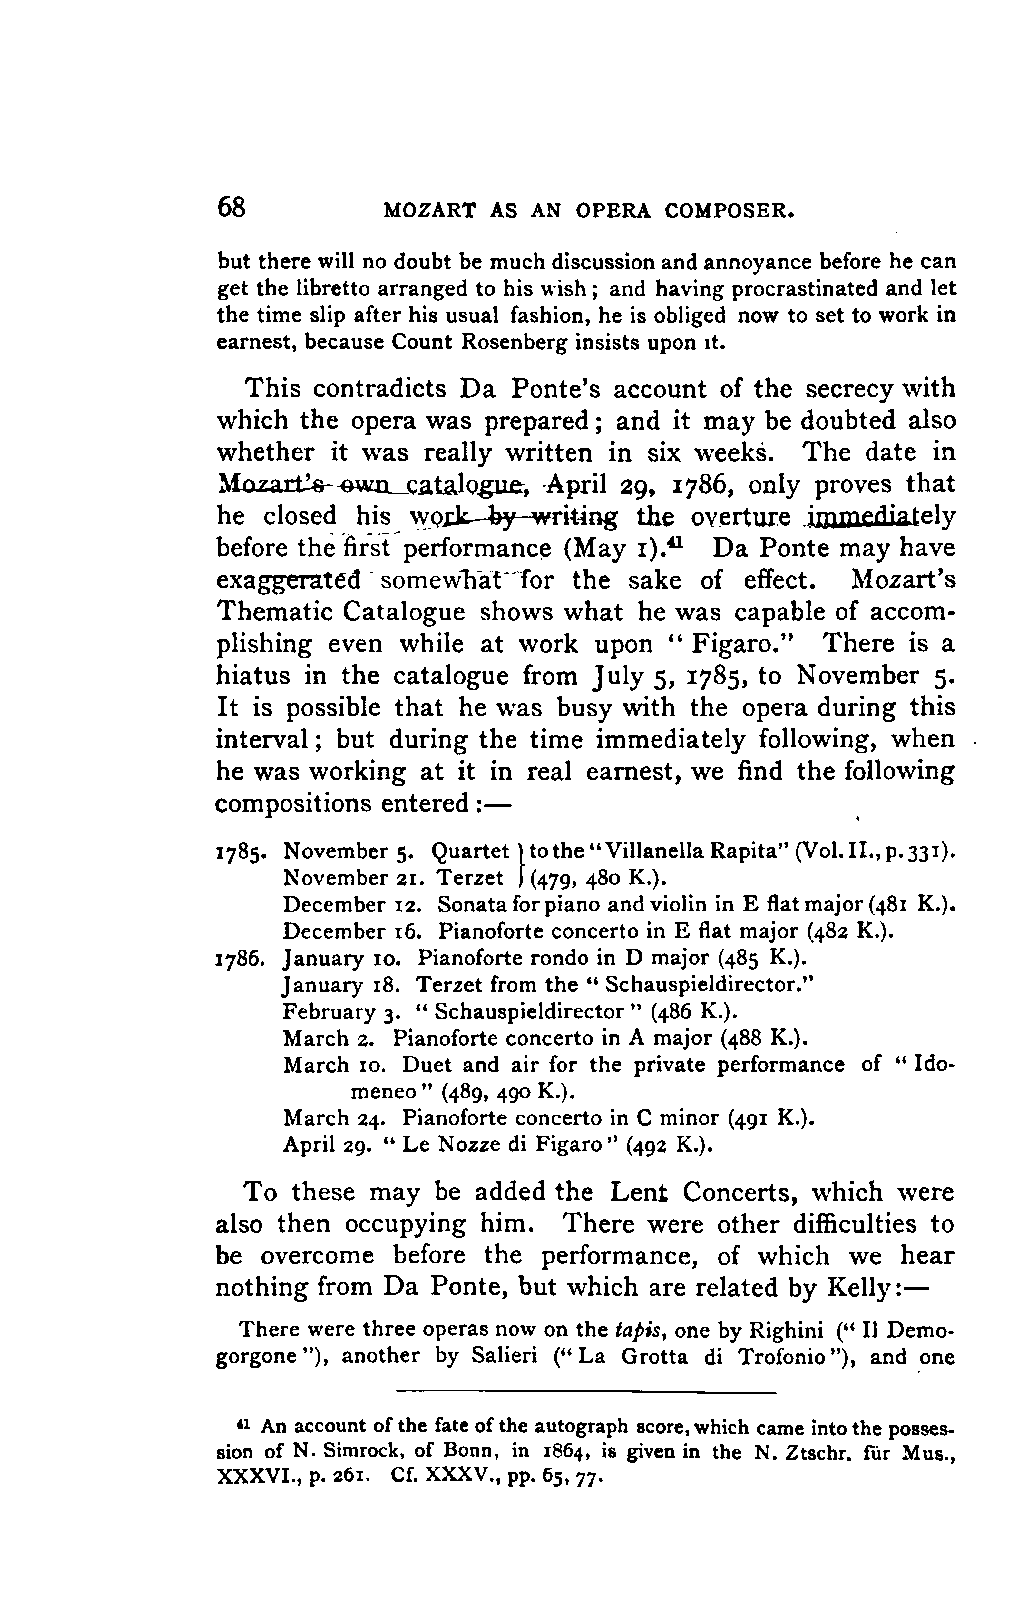 68 MOZART AS AN OPERA COMPOSER.
but there will no doubt be much discussion and annoyance before he can
get the libretto arranged to his wish; and having procrastinated and let
the time slip after his usual fashion, he is obliged now to set to work in
earnest, because Count Rosenberg insists upon it.
This contradicts Da Ponte's account of the secrecy with
which the opera was prepared; and it may be doubted also
whether it was really written in six weeks. The date in
Mozart's own catalogue, April 29, 1786, only proves that
he closed his work by writing the overture immediately
before the first performance (May 1).⁴¹ Da Ponte may have
exaggerated somewhat for the sake of effect. Mozart's
Thematic Catalogue shows what he was capable of accom-
plishing even while at work upon "Figaro." There is a
hiatus in the catalogue from July 5, 1785, to November 5.
It is possible that he was busy with the opera during this
interval; but during the time immediately following, when
he was working at it in real earnest, we find the following
compositions entered:—
1785. November 5. Quartet } to the "Villanella Rapita" (Vol. II., p. 331).
November 21. Terzet } (479, 480 K.).
December 12. Sonata for piano and violin in E flat major (481 K.).
December 16. Pianoforte concerto in E flat major (482 K.).
1786. January 10. Pianoforte rondo in D major (485 K.).
January 18. Terzet from the "Schauspieldirector."
February 3. "Schauspieldirector" (486 K.).
March 2. Pianoforte concerto in A major (488 K.).
March 10. Duet and air for the private performance of "Ido-
meneo" (489, 490 K.).
March 24. Pianoforte concerto in C minor (491 K.).
April 29. "Le Nozze di Figaro" (492 K.).
To these may be added the Lent Concerts, which were
also then occupying him. There were other difficulties to
be overcome before the performance, of which we hear
nothing from Da Ponte, but which are related by Kelly:—
There were three operas now on the tapis, one by Righini ("Il Demo-
gorgone"), another by Salieri ("La Grotta di Trofonio"), and one
⁴¹ An account of the fate of the autograph score, which came into the posses-
sion of N. Simrock, of Bonn, in 1864, is given in the N. Ztschr. für Mus.,
XXXVI., p. 261. Cf. XXXV., pp. 65, 77.